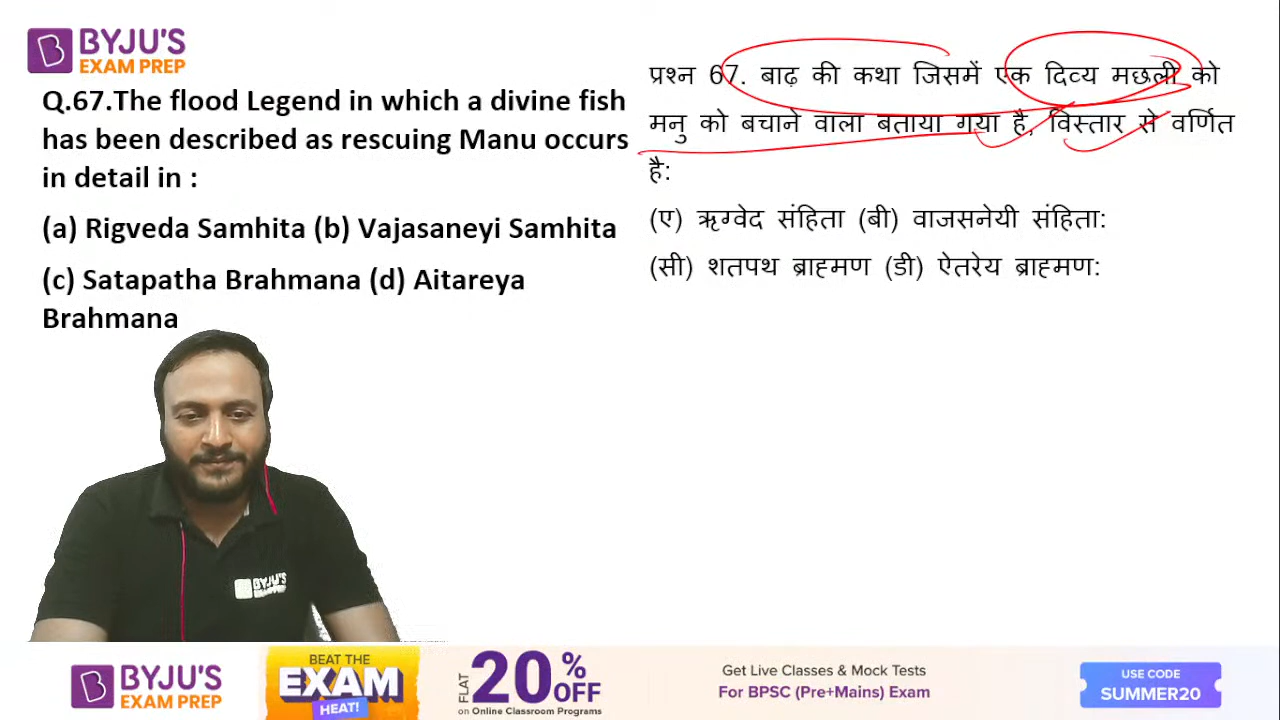 BYJU'S
EXAM PREP
Q.67.The flood Legend in which a divine fish
has been described as rescuing Manu occurs
in detail in :
(a) Rigveda Samhita (b) Vajasaneyi Samhita
(c) Satapatha Brahmana (d) Aitareya
Brahmana
प्रश्न 67. बाढ़ की कथा जिसमें एक दिव्य मछली को
मनु को बचाने वाला बताया गया है, विस्तार से वर्णित
है:
(ए) ऋग्वेद संहिता (बी) वाजसनेयी संहिता:
(सी) शतपथ ब्राह्मण (डी) ऐतरेय ब्राह्मण:
BYJU'S
BYJU'S
EXAM PREP
BEAT THE
EXAM
HEAT!
FLAT 20% OFF
on Online Classroom Programs
Get Live Classes & Mock Tests
For BPSC (Pre+Mains) Exam
USE CODE
SUMMER20